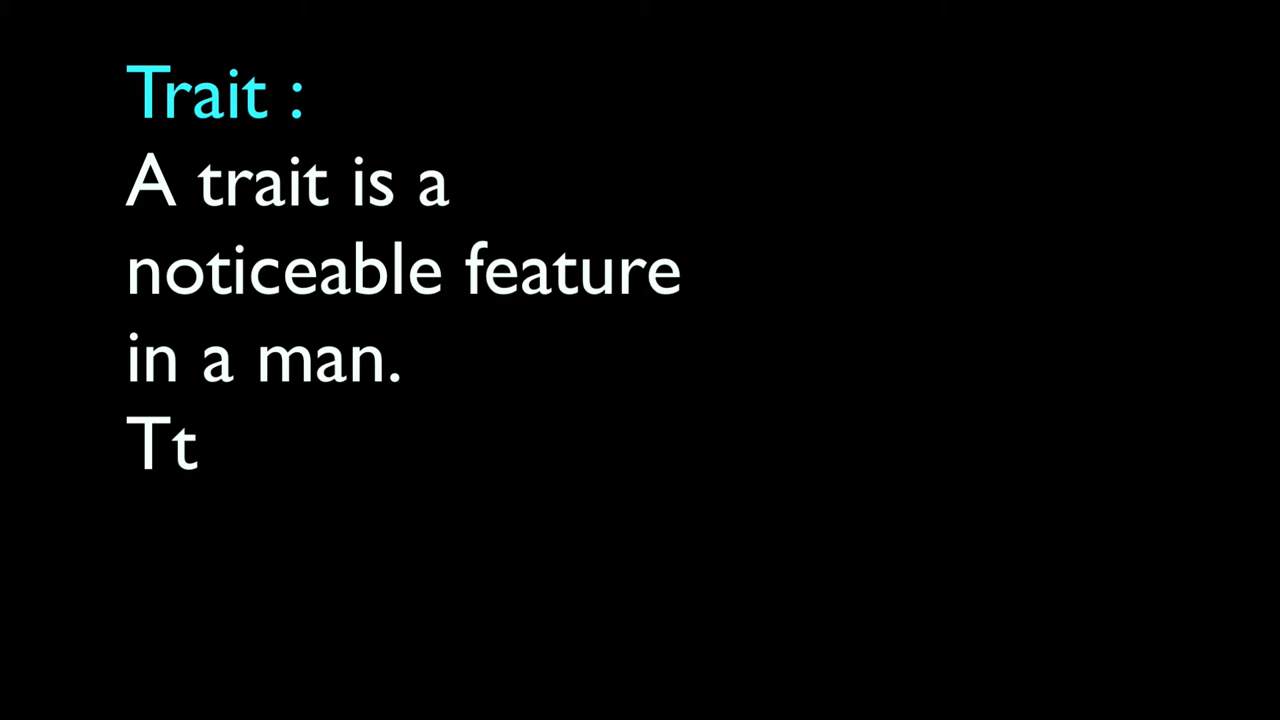 Trait :
A trait is a
noticeable feature
in a man.
Tt